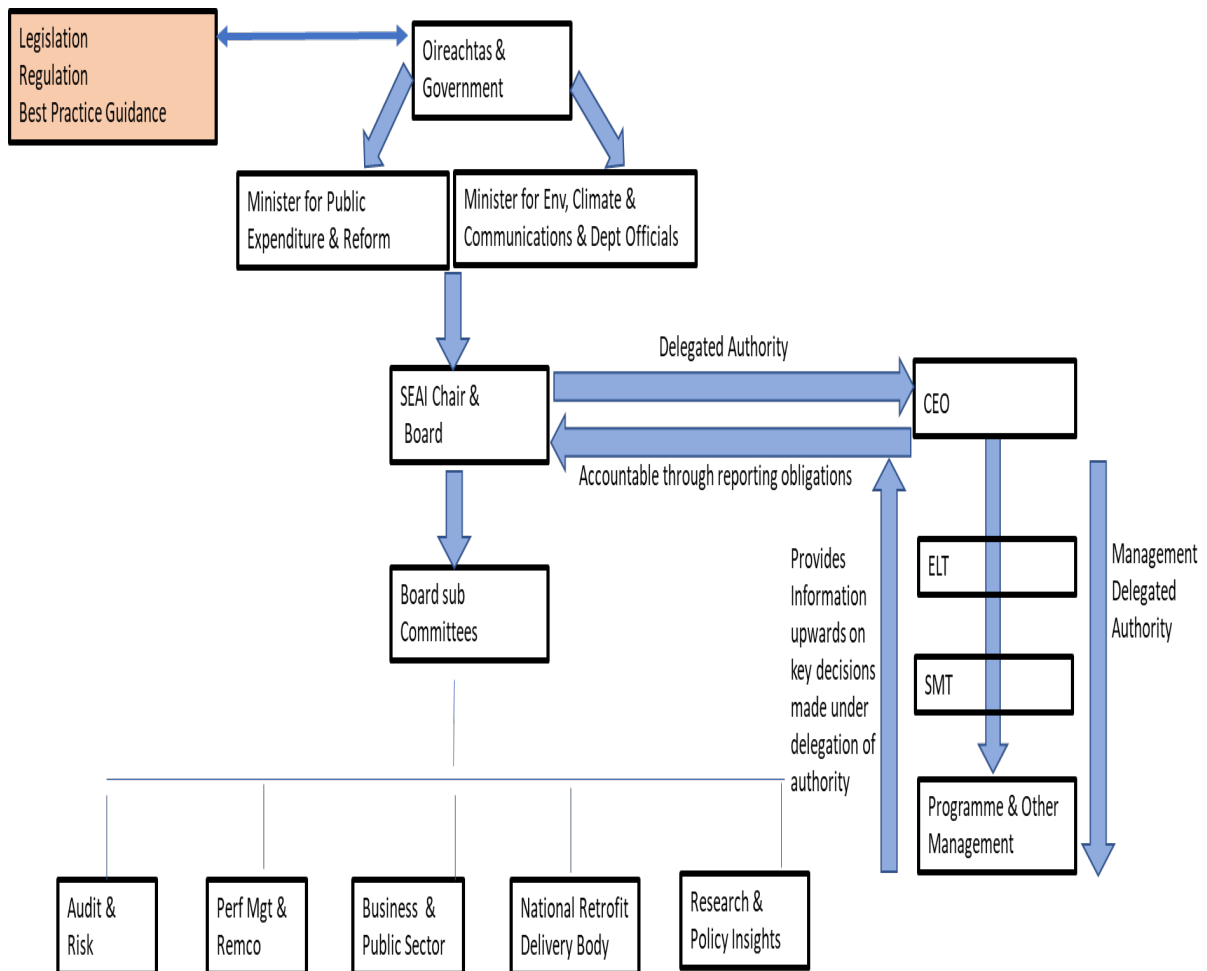 Legislation
Regulation
Best Practice Guidance
Oireachtas &
Government
Minister for Public
Expenditure & Reform
Minister for Env, Climate &
Communications & Dept Officials
Delegated Authority
SEAI Chair &
Board
CEO
Accountable through reporting obligations
Board sub
Committees
Provides
Information
upwards on
key decisions
made under
delegation of
authority
ELT
SMT
Management
Delegated
Authority
Programme & Other
Management
Audit &
Risk
Perf Mgt &
Remco
Business &
Public Sector
National Retrofit
Delivery Body
Research &
Policy Insights